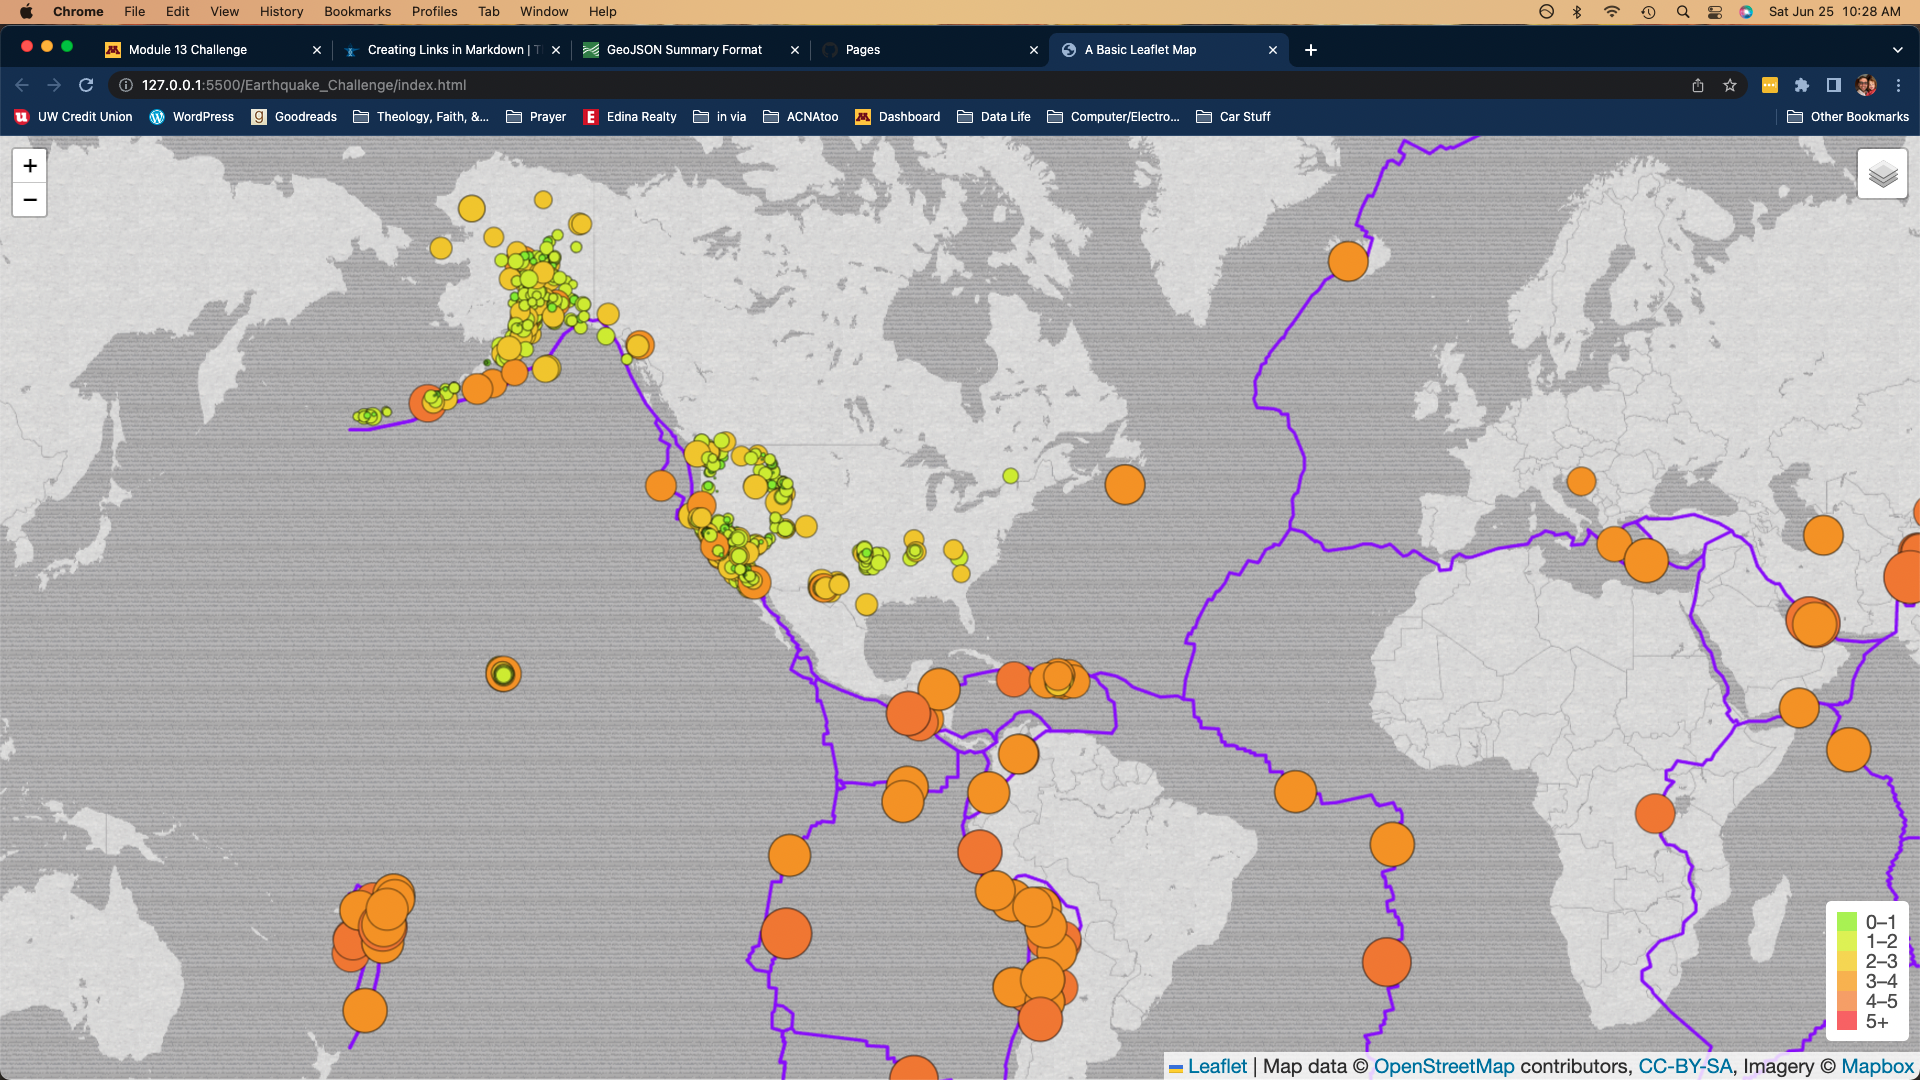 Chrome File Edit View History Bookmarks Profiles Tab Window Help Sat Jun 25 10:28 AM
Module 13 Challenge Creating Links in Markdown | T GeoJSON Summary Format Pages A Basic Leaflet Map
127.0.0.1:5500/Earthquake_Challenge/index.html
UW Credit Union WordPress Goodreads Theology, Faith, &... Prayer Edina Realty in via ACNAtoo Dashboard Data Life Computer/Electro... Car Stuff Other Bookmarks
+
−
0–1
1–2
2–3
3–4
4–5
5+
Leaflet | Map data © OpenStreetMap contributors, CC-BY-SA, Imagery © Mapbox